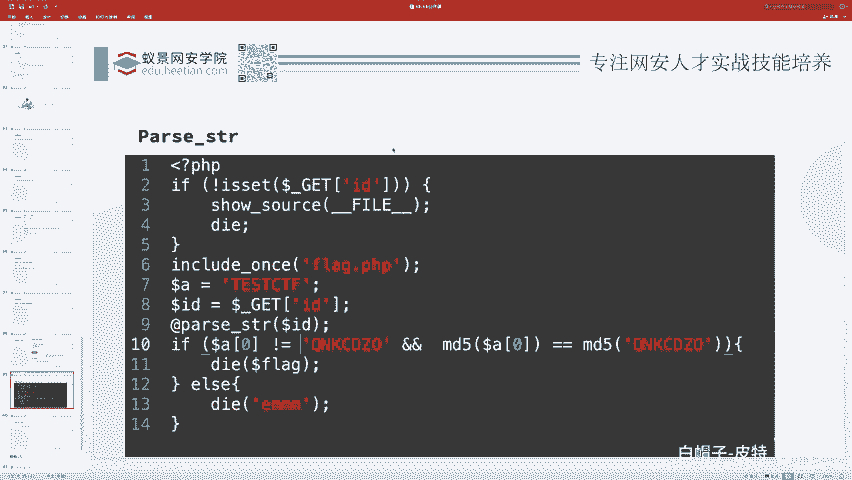 蚁景网安学院
edu.heetian.com
专注网安人才实战技能培养
Parse_str
1 <?php
2 if (!isset($_GET['id'])) {
3 show_source(__FILE__);
4 die;
5 }
6 include_once('flag.php');
7 $a = 'TESTCTF';
8 $id = $_GET['id'];
9 @parse_str($id);
10 if ($a[0] != 'QNKCDZO' && md5($a[0]) == md5('QNKCDZO')){
11 die($flag);
12 } else{
13 die('emmm');
14 }
白帽子-皮特